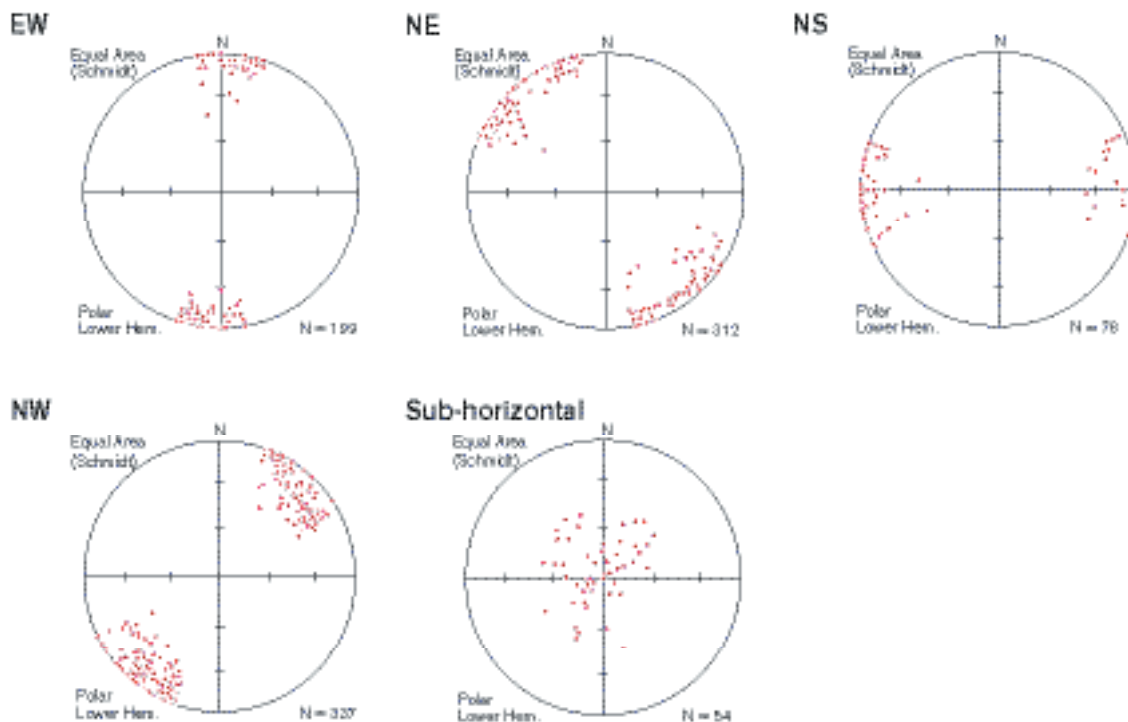 EW
Equal Area
(Schmidt)
N
Polar
Lower Hem.
N = 199
NE
Equal Area
(Schmidt)
N
Polar
Lower Hem.
N = 312
NS
Equal Area
(Schmidt)
N
Polar
Lower Hem.
N = 78
NW
Equal Area
(Schmidt)
N
Polar
Lower Hem.
N = 327
Sub-horizontal
Equal Area
(Schmidt)
N
Polar
Lower Hem.
N = 54